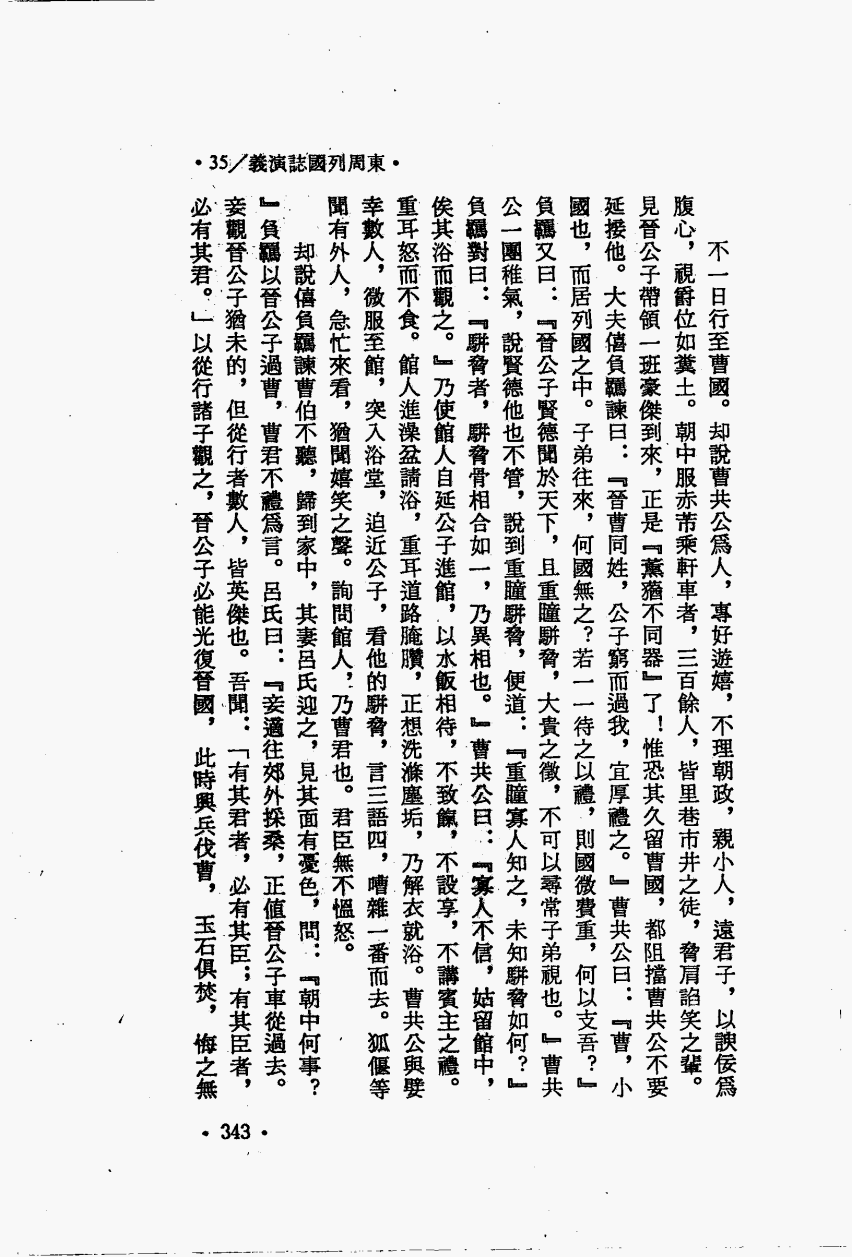 ·東周列國誌演義/35·
不一日行至曹國。却說曹共公爲人，專好遊嬉，不理朝政，親小人，遠君子，以諛佞爲
腹心，視爵位如糞土。朝中服赤芾乘軒車者，三百餘人，皆里巷市井之徒，脅肩諂笑之輩。
見晉公子帶領一班豪傑到來，正是『薰蕕不同器』了！惟恐其久留曹國，都阻擋曹共公不要
延接他。大夫僖負羈諫曰：『晉曹同姓，公子窮而過我，宜厚禮之。』曹共公曰：『曹，小
國也，而居列國之中。子弟往來，何國無之？若一一待之以禮，則國微費重，何以支吾？』
負羈又曰：『晉公子賢德聞於天下，且重瞳駢脅，大貴之徵，不可以尋常子弟視也。』曹共
公一團稚氣，說賢德他也不管，說到重瞳駢脅，便道：『重瞳寡人知之，未知駢脅如何？』
負羈對曰：『駢脅者，駢脅骨相合如一，乃異相也。』曹共公曰：『寡人不信，姑留館中，
俟其浴而觀之。』乃使館人自延公子進館，以水飯相待，不致餼，不設享，不講賓主之禮。
重耳怒而不食。館人進澡盆請浴，重耳道路腌臢，正想洗滌塵垢，乃解衣就浴。曹共公與嬖
幸數人，微服至館，突入浴堂，迫近公子，看他的駢脅，言三語四，嘈雜一番而去。狐偃等
聞有外人，急忙來看，猶聞嬉笑之聲。詢問館人，乃曹君也。君臣無不慍怒。
却說僖負羈諫曹伯不聽，歸到家中，其妻呂氏迎之，見其面有憂色，問：『朝中何事？
』負羈以晉公子過曹，曹君不禮爲言。呂氏曰：『妾適往郊外採桑，正值晉公子車從過去。
妾觀晉公子猶未的，但從行者數人，皆英傑也。吾聞：「有其君者，必有其臣；有其臣者，
必有其君。」以從行諸子觀之，晉公子必能光復晉國，此時興兵伐曹，玉石俱焚，悔之無
·343·